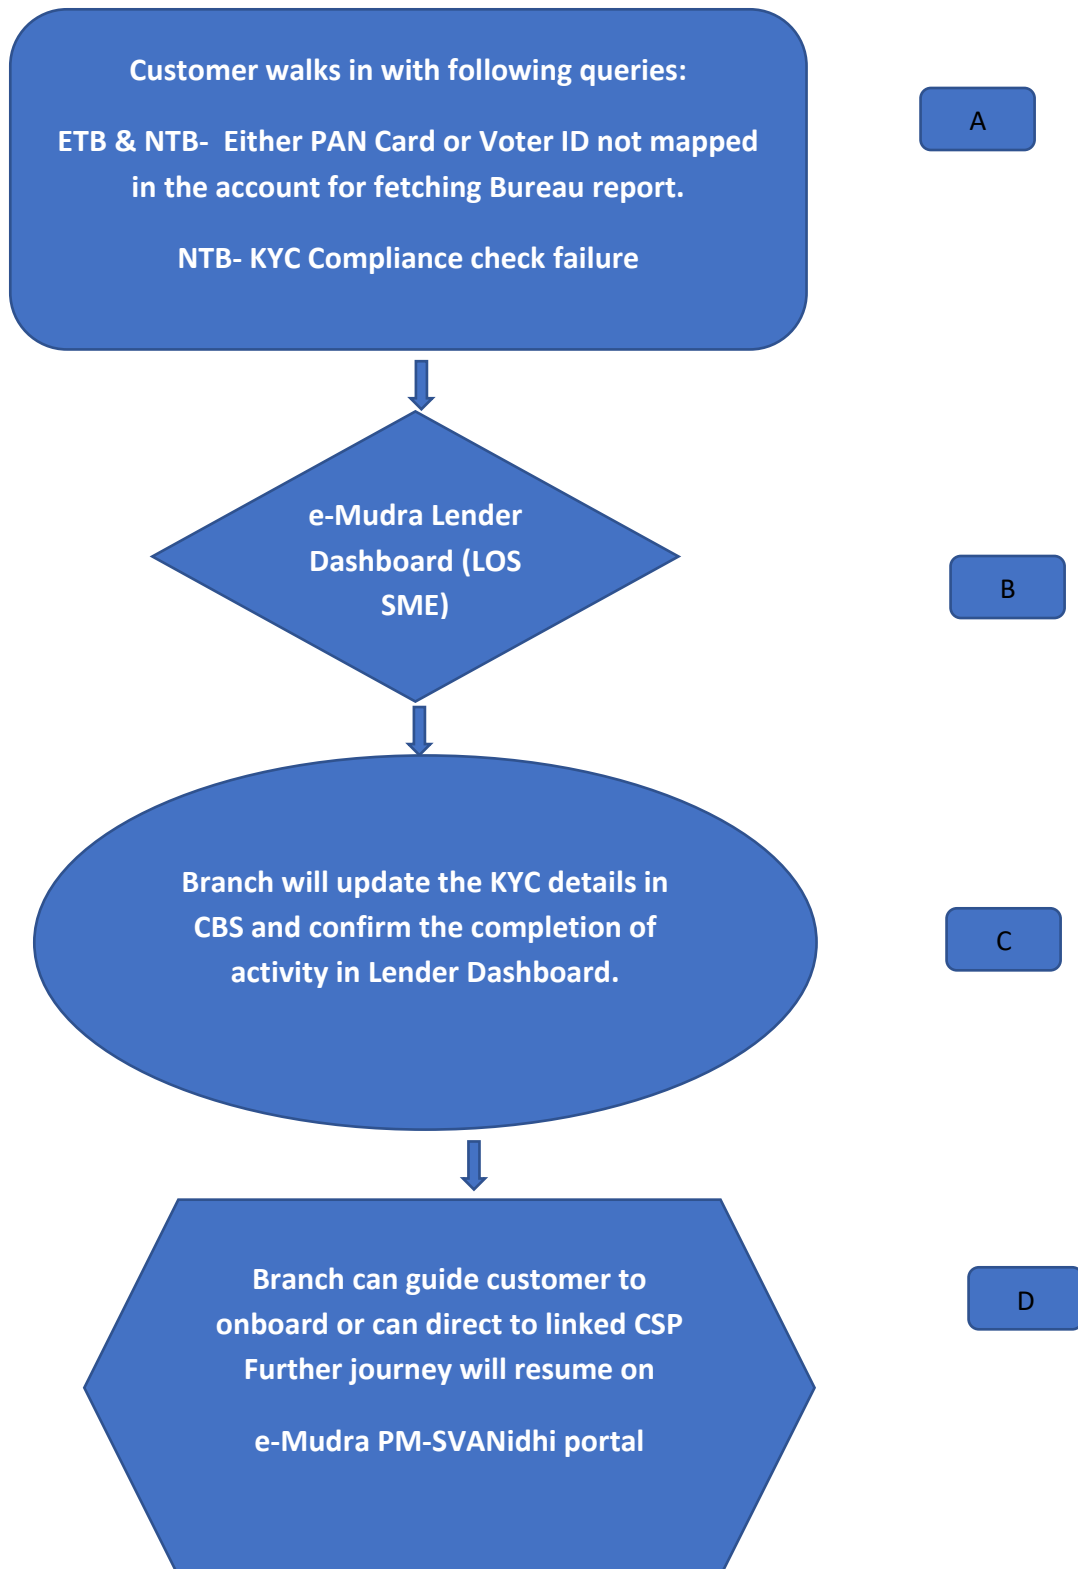 Customer walks in with following queries:
ETB & NTB- Either PAN Card or Voter ID not mapped
in the account for fetching Bureau report.
NTB- KYC Compliance check failure
A
e-Mudra Lender
Dashboard (LOS
SME)
B
Branch will update the KYC details in
CBS and confirm the completion of
activity in Lender Dashboard.
C
Branch can guide customer to
onboard or can direct to linked CSP
Further journey will resume on
e-Mudra PM-SVANidhi portal
D